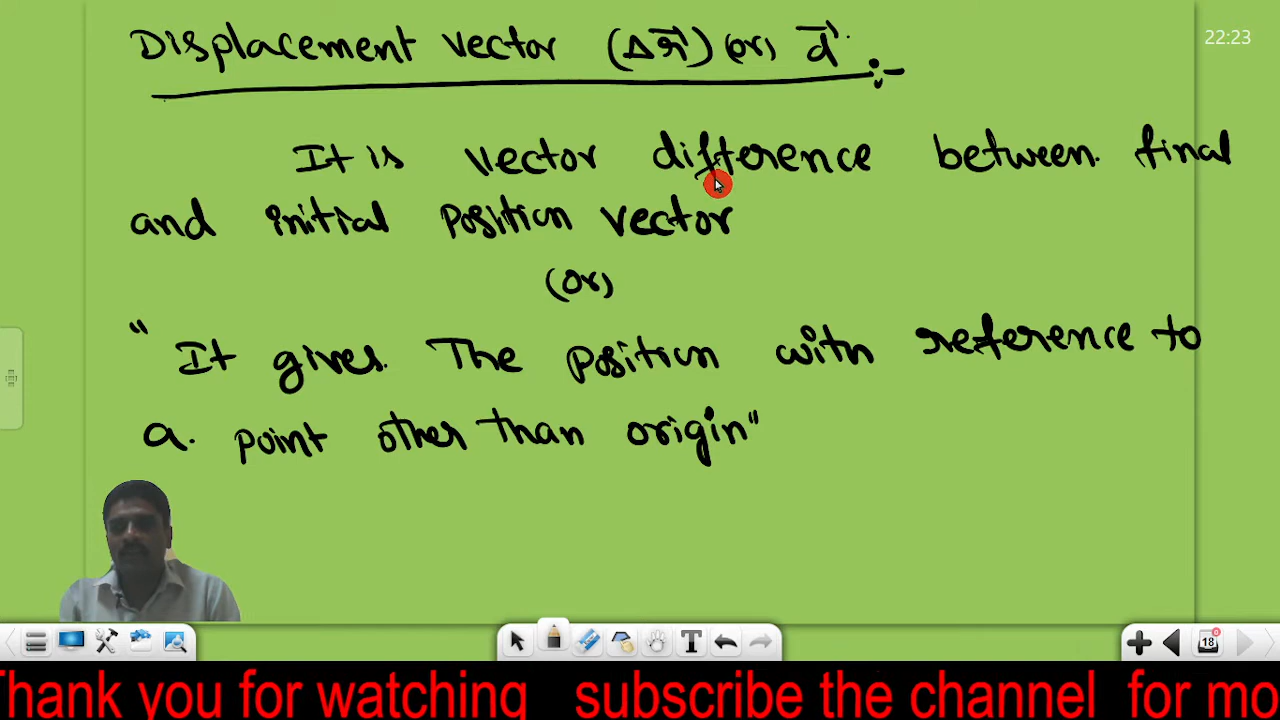 Displacement vector (Δr⃗) (or) d⃗ :-
22:23
It is vector difference between final
and initial position vector
(or)
" It gives The position with reference to
a point other than origin"
T
18
Thank you for watching subscribe the channel for mo